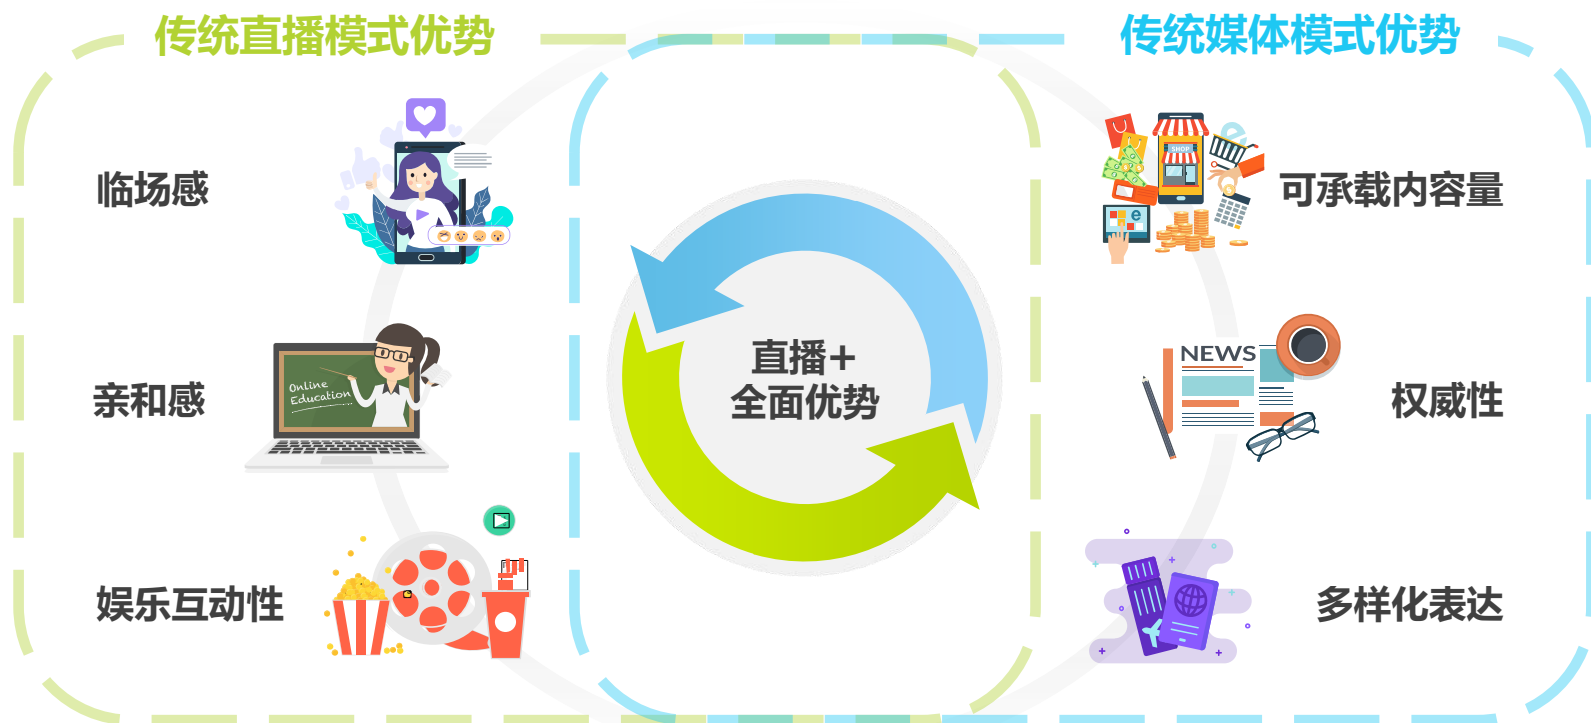 传统直播模式优势
传统媒体模式优势
临场感
SHOP
可承载内容量
Online
Education...
亲和感
直播+
全面优势
NEWS
权威性
娱乐互动性
多样化表达